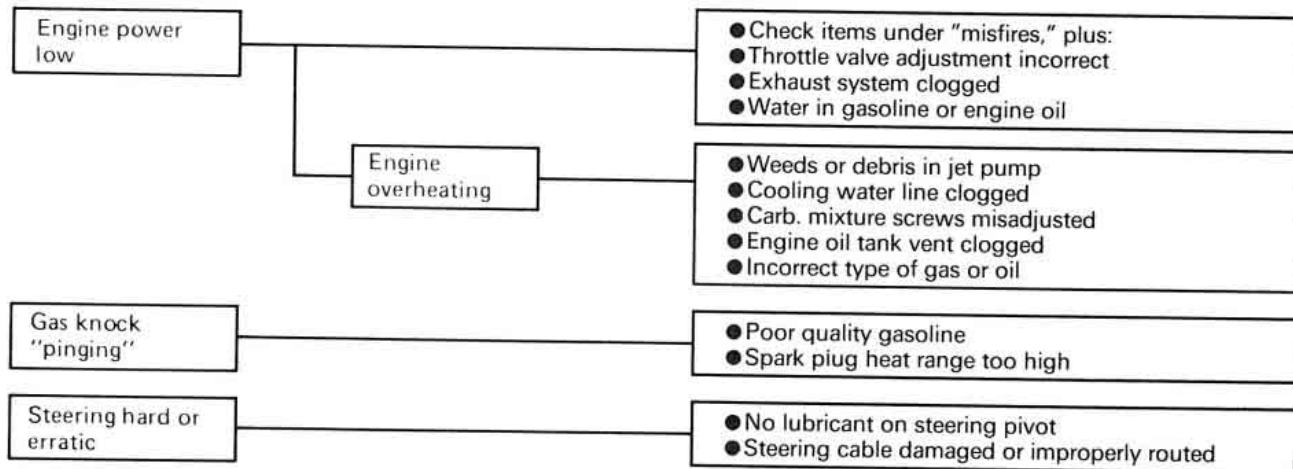 Engine power
low
● Check items under "misfires," plus:
● Throttle valve adjustment incorrect
● Exhaust system clogged
● Water in gasoline or engine oil
Engine
overheating
● Weeds or debris in jet pump
● Cooling water line clogged
● Carb. mixture screws misadjusted
● Engine oil tank vent clogged
● Incorrect type of gas or oil
Gas knock
"pinging"
● Poor quality gasoline
● Spark plug heat range too high
Steering hard or
erratic
● No lubricant on steering pivot
● Steering cable damaged or improperly routed